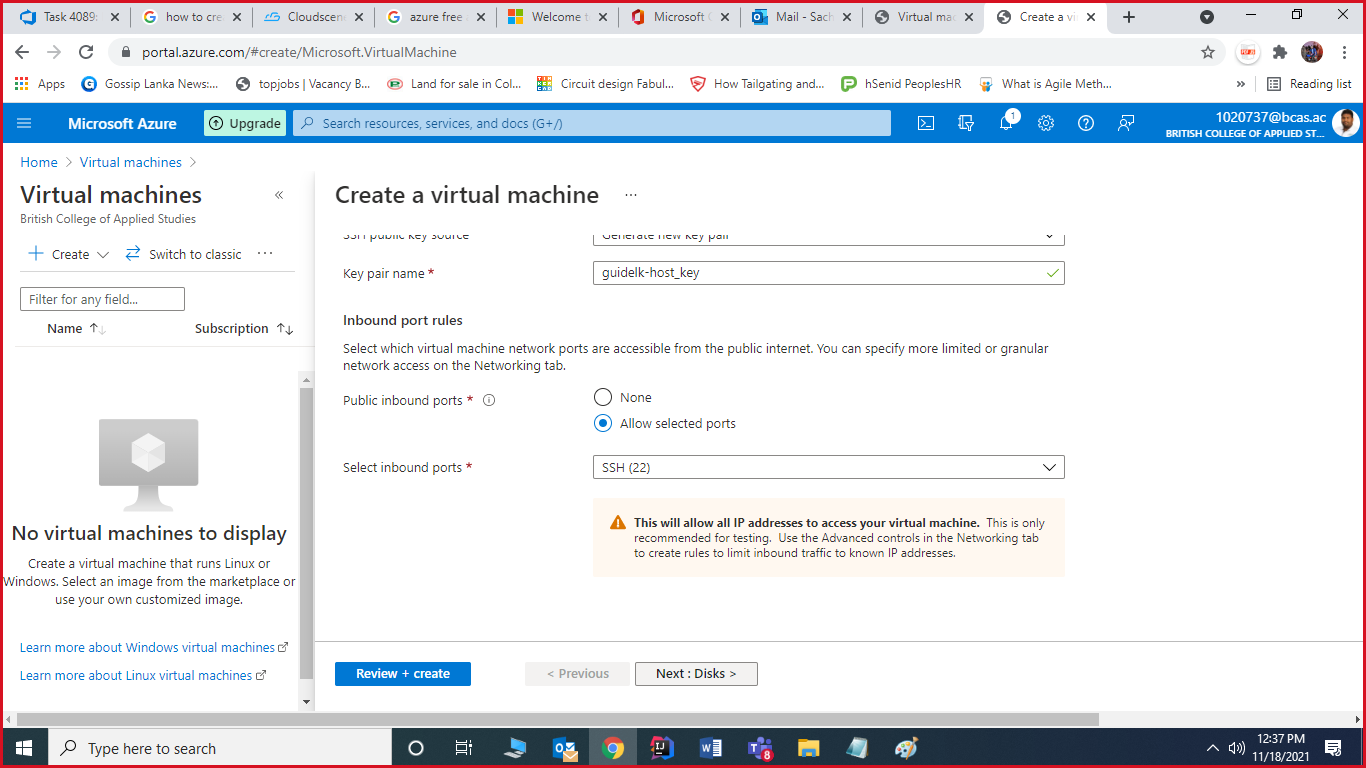 Task 4089:
how to cre
Cloudscen
azure free
Welcome t
Microsoft
Mail - Sach
Virtual mac
Create a vi
portal.azure.com/#create/Microsoft.VirtualMachine
Apps
Gossip Lanka News:...
topjobs | Vacancy B...
Land for sale in Col...
Circuit design Fabul...
How Tailgating and...
hSenid PeoplesHR
What is Agile Meth...
»
Reading list
Microsoft Azure
Upgrade
Search resources, services, and docs (G+/)
1
1020737@bcas.ac
BRITISH COLLEGE OF APPLIED ST...
Home > Virtual machines >
Virtual machines
«
British College of Applied Studies
Create
Switch to classic
...
Filter for any field...
Name ↑↓
Subscription ↑↓
No virtual machines to display
Create a virtual machine that runs Linux or
Windows. Select an image from the marketplace or
use your own customized image.
Learn more about Windows virtual machines
Learn more about Linux virtual machines
Create a virtual machine ...
SSH public key source
Generate new key pair
Key pair name *
guidelk-host_key
Inbound port rules
Select which virtual machine network ports are accessible from the public internet. You can specify more limited or granular
network access on the Networking tab.
Public inbound ports *
None
Allow selected ports
Select inbound ports *
SSH (22)
This will allow all IP addresses to access your virtual machine. This is only
recommended for testing. Use the Advanced controls in the Networking tab
to create rules to limit inbound traffic to known IP addresses.
Review + create
< Previous
Next : Disks >
Type here to search
8
12:37 PM
11/18/2021